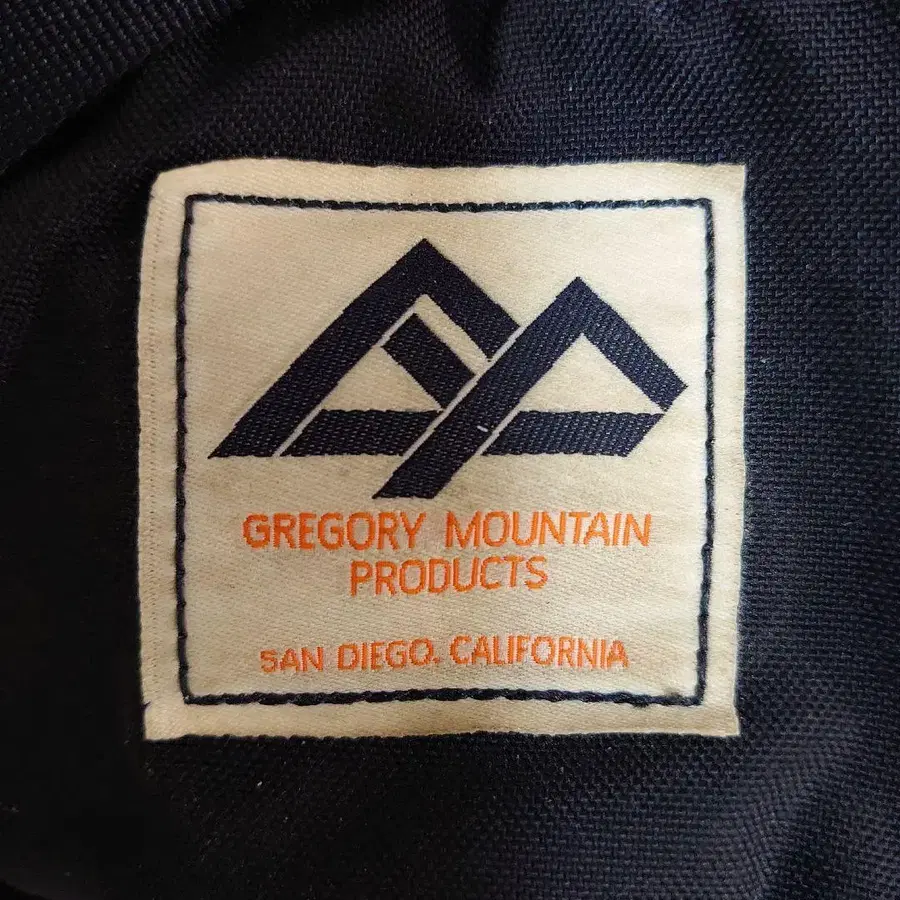 GREGORY MOUNTAIN
PRODUCTS
SAN DIEGO, CALIFORNIA